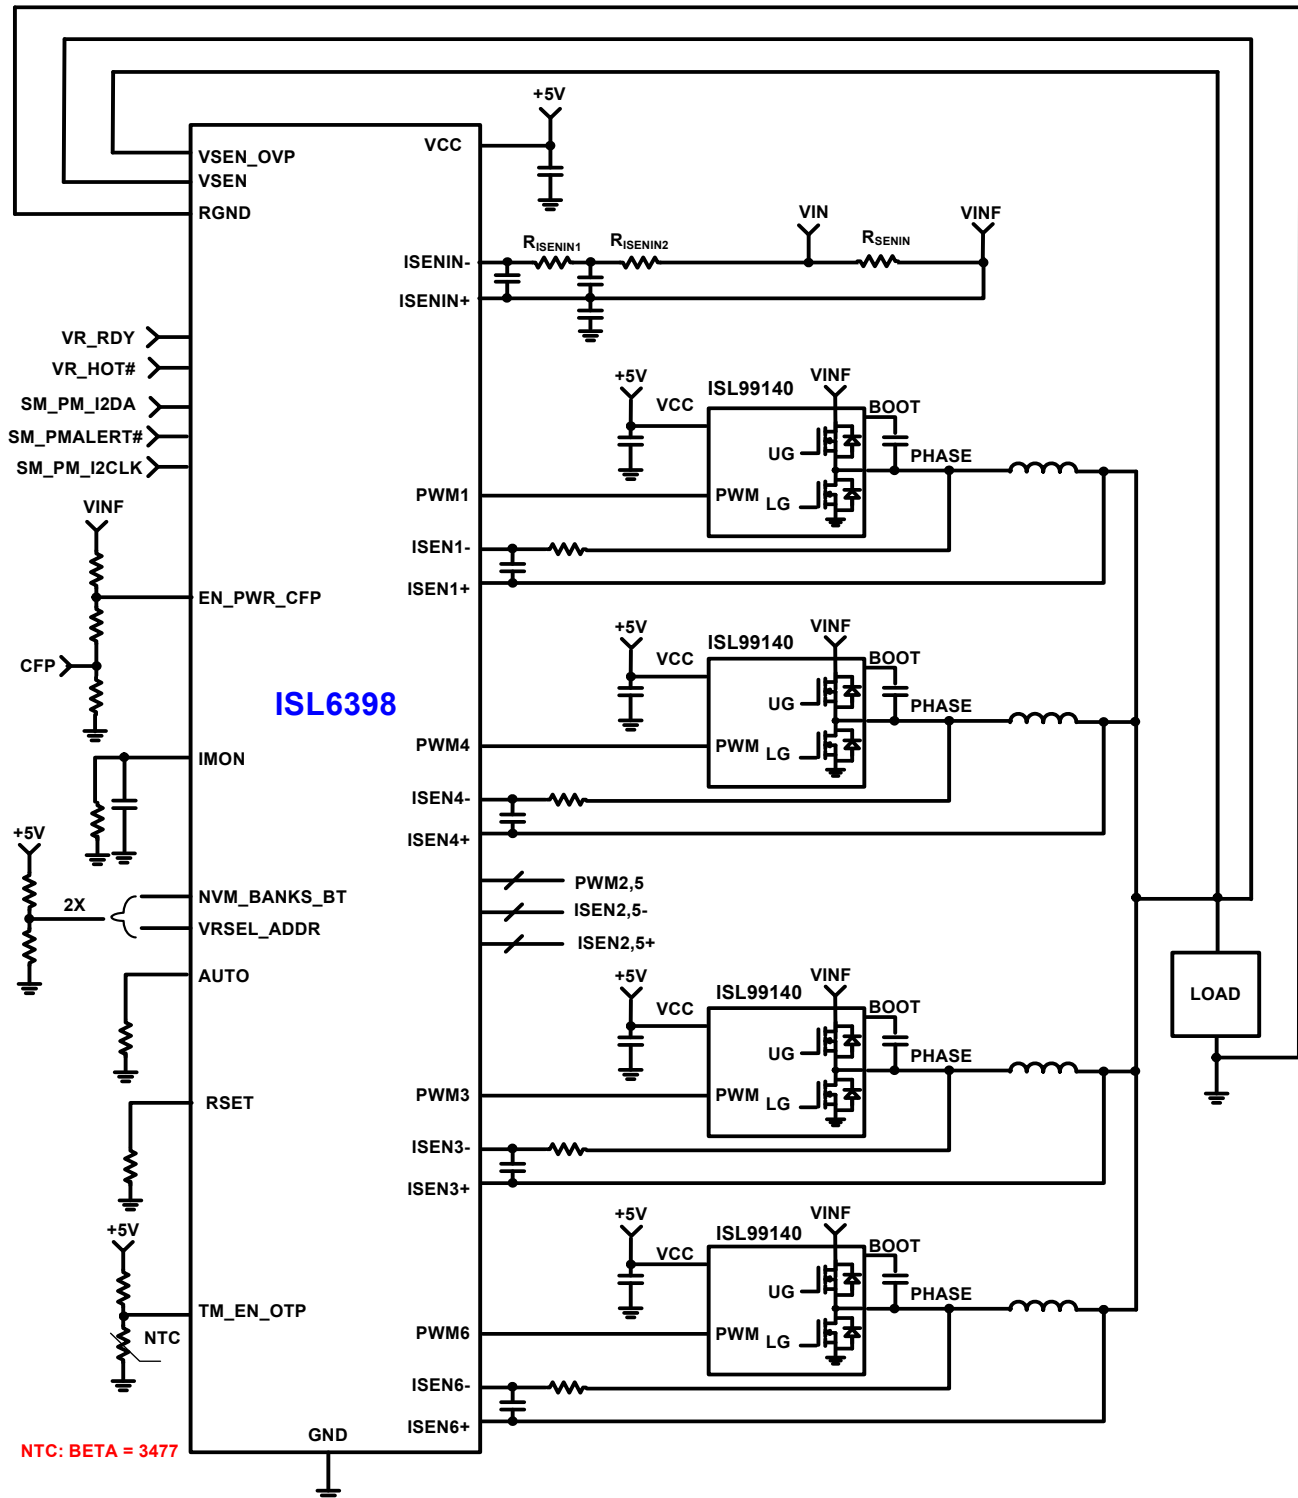 +5V
VCC
VSEN_OVP
VSEN
RGND
VIN
VINF
RISENIN1
RISENIN2
RSENIN
ISENIN-
ISENIN+
VR_RDY
VR_HOT#
SM_PM_I2DA
SM_PMALERT#
SM_PM_I2CLK
VINF
EN_PWR_CFP
CFP
ISL6398
IMON
+5V
2X
NVM_BANKS_BT
VRSEL_ADDR
AUTO
RSET
+5V
TM_EN_OTP
NTC
NTC: BETA = 3477
GND
+5V
ISL99140
VINF
VCC
BOOT
UG
PHASE
PWM1
PWM
LG
ISEN1-
ISEN1+
+5V
ISL99140
VINF
VCC
BOOT
UG
PHASE
PWM4
PWM
LG
ISEN4-
ISEN4+
PWM2,5
ISEN2,5-
ISEN2,5+
+5V
ISL99140
VINF
VCC
BOOT
UG
PHASE
PWM3
PWM
LG
ISEN3-
ISEN3+
+5V
ISL99140
VINF
VCC
BOOT
UG
PHASE
PWM6
PWM
LG
ISEN6-
ISEN6+
LOAD